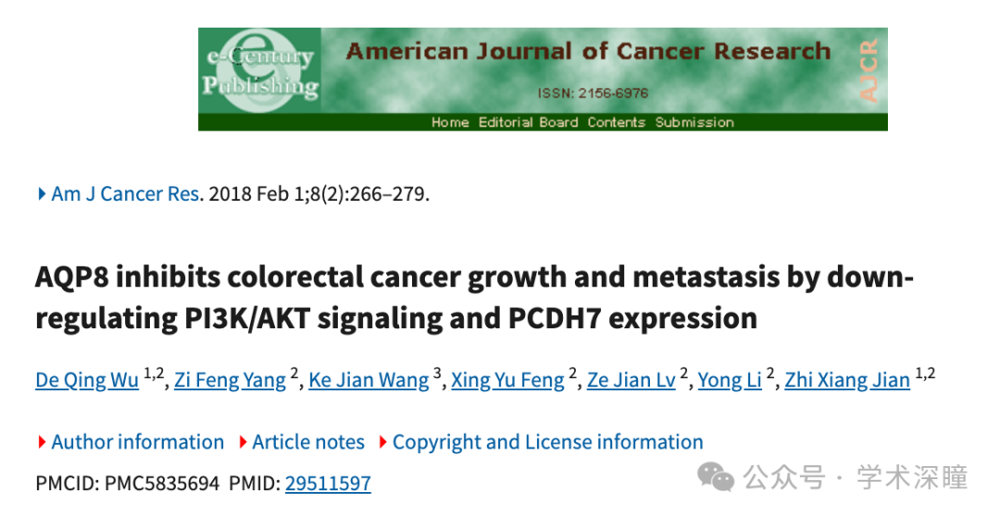 e-Century
Publishing
American Journal of Cancer Research
ISSN: 2156-6976
AJCR
Home Editorial Board Contents Submission
Am J Cancer Res. 2018 Feb 1;8(2):266–279.
AQP8 inhibits colorectal cancer growth and metastasis by down-
regulating PI3K/AKT signaling and PCDH7 expression
De Qing Wu 1,2, Zi Feng Yang 2, Ke Jian Wang 3, Xing Yu Feng 2, Ze Jian Lv 2, Yong Li 2, Zhi Xiang Jian 1,2
Author information Article notes Copyright and License information
PMCID: PMC5835694 PMID: 29511597
公众号 · 学术深瞳